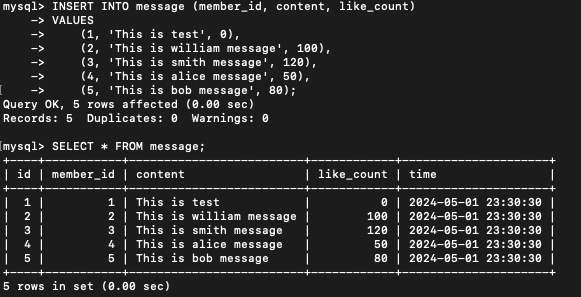 mysql> INSERT INTO message (member_id, content, like_count)
    -> VALUES
    ->     (1, 'This is test', 0),
    ->     (2, 'This is william message', 100),
    ->     (3, 'This is smith message', 120),
    ->     (4, 'This is alice message', 50),
    ->     (5, 'This is bob message', 80);
Query OK, 5 rows affected (0.00 sec)
Records: 5  Duplicates: 0  Warnings: 0

mysql> SELECT * FROM message;
+----+-----------+-------------------------+------------+---------------------+
| id | member_id | content                 | like_count | time                |
+----+-----------+-------------------------+------------+---------------------+
|  1 |         1 | This is test            |          0 | 2024-05-01 23:30:30 |
|  2 |         2 | This is william message |        100 | 2024-05-01 23:30:30 |
|  3 |         3 | This is smith message   |        120 | 2024-05-01 23:30:30 |
|  4 |         4 | This is alice message   |         50 | 2024-05-01 23:30:30 |
|  5 |         5 | This is bob message     |         80 | 2024-05-01 23:30:30 |
+----+-----------+-------------------------+------------+---------------------+
5 rows in set (0.00 sec)